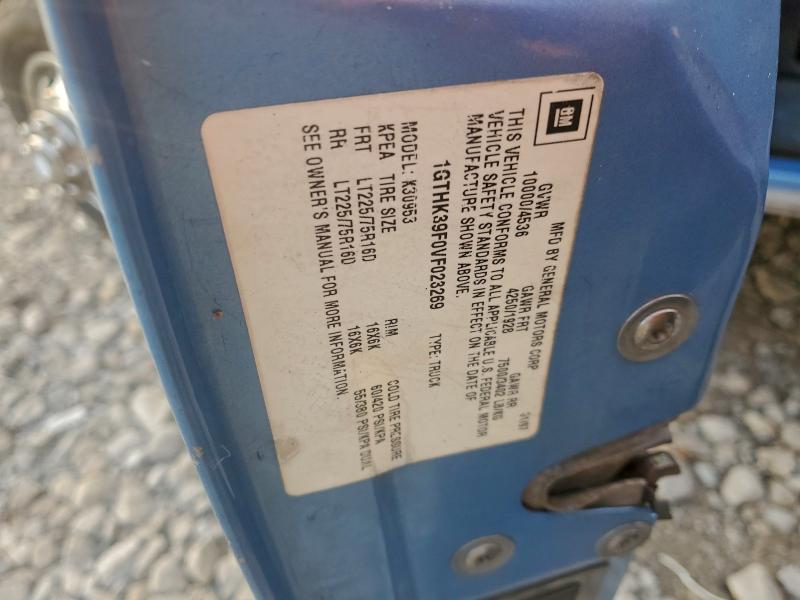 GM
MFD BY GENERAL MOTORS CORP 01/97
GVWR GAWR FRT GAWR RR
10000/4536 4250/1928 7500/3402 LB/KG
THIS VEHICLE CONFORMS TO ALL APPLICABLE U.S. FEDERAL MOTOR
VEHICLE SAFETY STANDARDS IN EFFECT ON THE DATE OF
MANUFACTURE SHOWN ABOVE.
1GTHK39F0VF023269 TYPE: TRUCK
MODEL: K30953
KPEA TIRE SIZE RIM COLD TIRE PRESSURE
FRT LT225/75R16D 16X6K 60/420 PSI/KPA
RR LT225/75R16D 16X6K 55/380 PSI/KPA DUAL
SEE OWNER'S MANUAL FOR MORE INFORMATION.